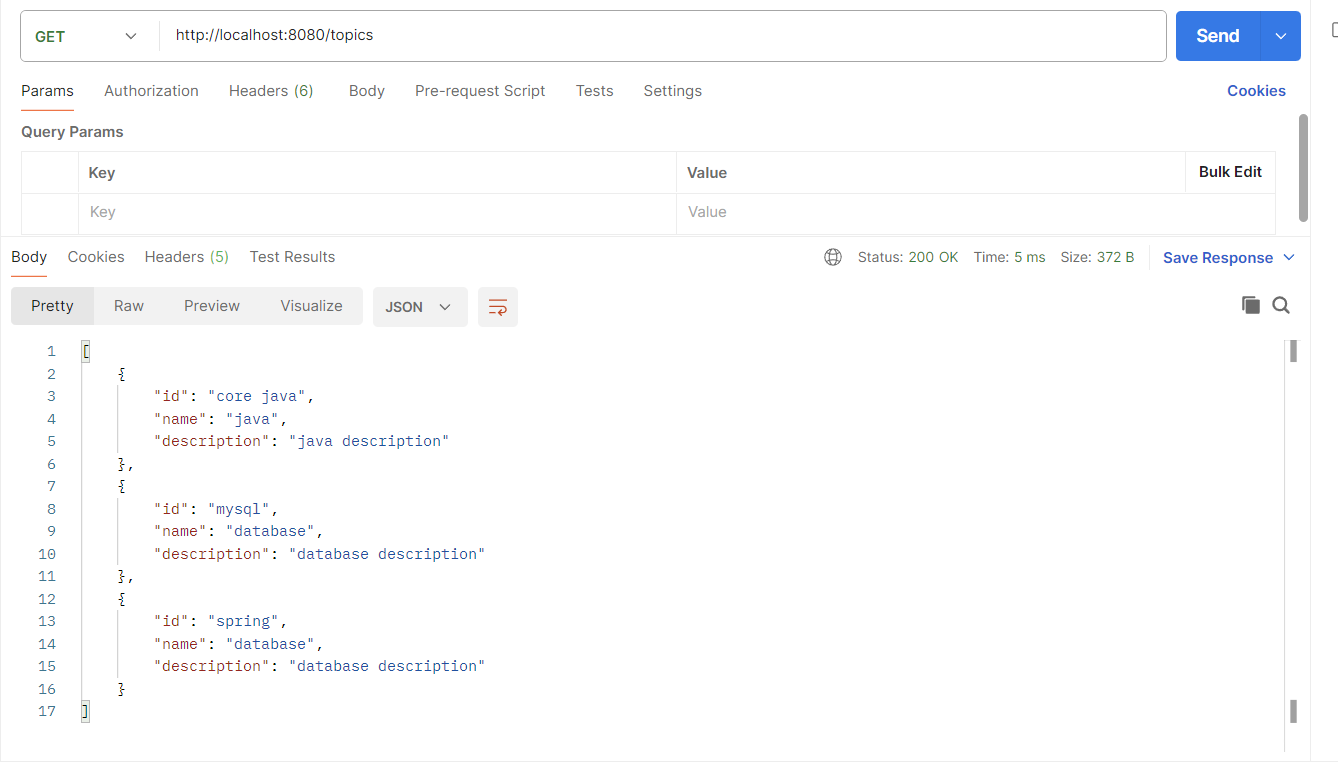 GET http://localhost:8080/topics Send
Params Authorization Headers (6) Body Pre-request Script Tests Settings Cookies
Query Params
Key Value Bulk Edit
Key Value
Body Cookies Headers (5) Test Results Status: 200 OK Time: 5 ms Size: 372 B Save Response
Pretty Raw Preview Visualize JSON
1 [
2 {
3 "id": "core java",
4 "name": "java",
5 "description": "java description"
6 },
7 {
8 "id": "mysql",
9 "name": "database",
10 "description": "database description"
11 },
12 {
13 "id": "spring",
14 "name": "database",
15 "description": "database description"
16 }
17 ]